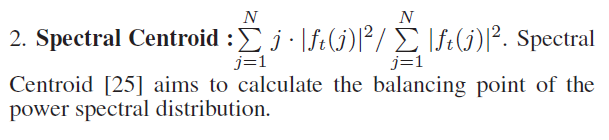 2. Spectral Centroid : $\sum_{j=1}^{N} j \cdot |f_t(j)|^2 / \sum_{j=1}^{N} |f_t(j)|^2$. Spectral
Centroid [25] aims to calculate the balancing point of the
power spectral distribution.